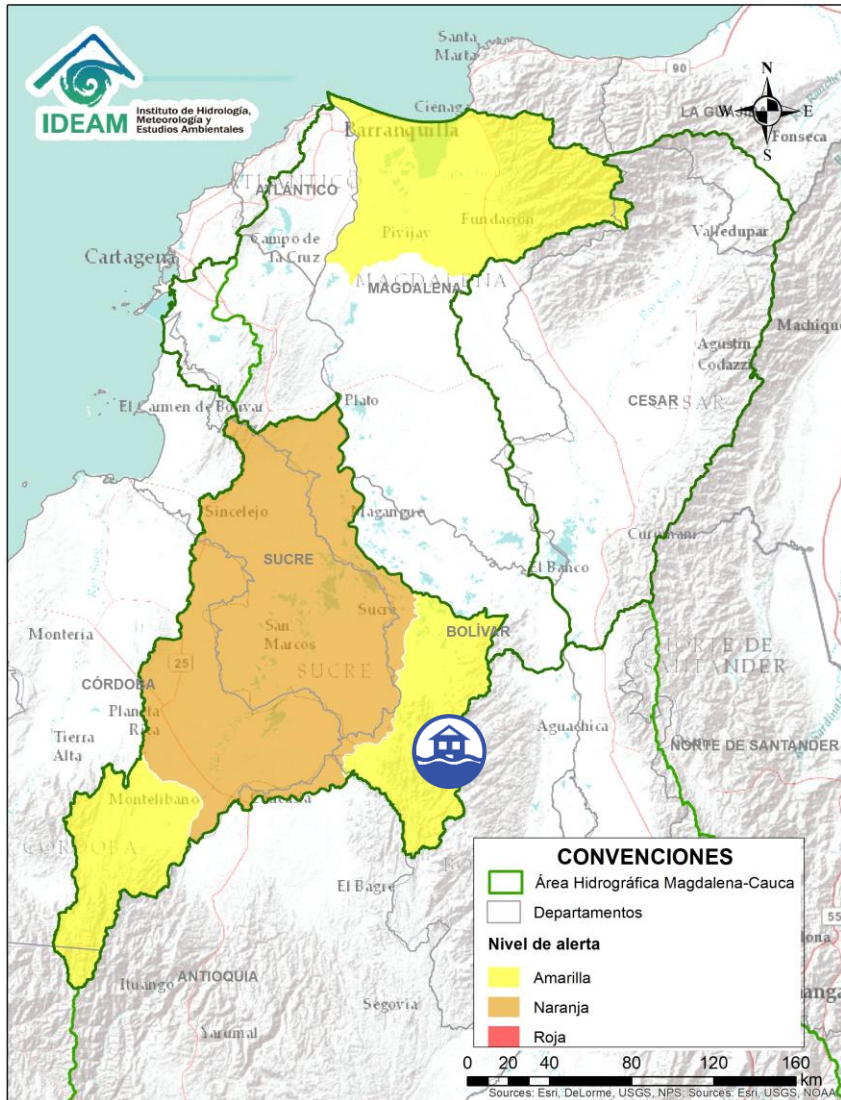 IDEAM
Instituto de Hidrología,
Meteorología y
Estudios Ambientales
Santa
Marta
90
N
W
E
S
Ciénaga
LA GUAJIRA
Fonseca
Barranquilla
ATLÁNTICO
Fundación
Valledupar
Campo de
la Cruz
Pivijay
Cartagena
MAGDALENA
MAGDALENA
Machique
Agustín
Codazzi
El Carmen de Bolívar
Plato
CESAR
CESAR
Sincelejo
Magangué
Curumaní
SUCRE
El Banco
Sucre
San
Marcos
BOLÍVAR
Montería
25
SUCRE
NORTE DE
SANTANDER
CÓRDOBA
Planeta
Rica
Aguachica
Tierra
Alta
NORTE DE SANTANDER
Montelíbano
CÓRDOBA
El Bagre
Ituango
ANTIOQUIA
Segovia
Yarumal
55
CONVENCIONES
Área Hidrográfica Magdalena-Cauca
Departamentos
Nivel de alerta
Amarilla
Naranja
Roja
0 20 40 80 120 160
km
Sources: Esri, DeLorme, USGS, NPS; Sources: Esri, USGS, NOAA